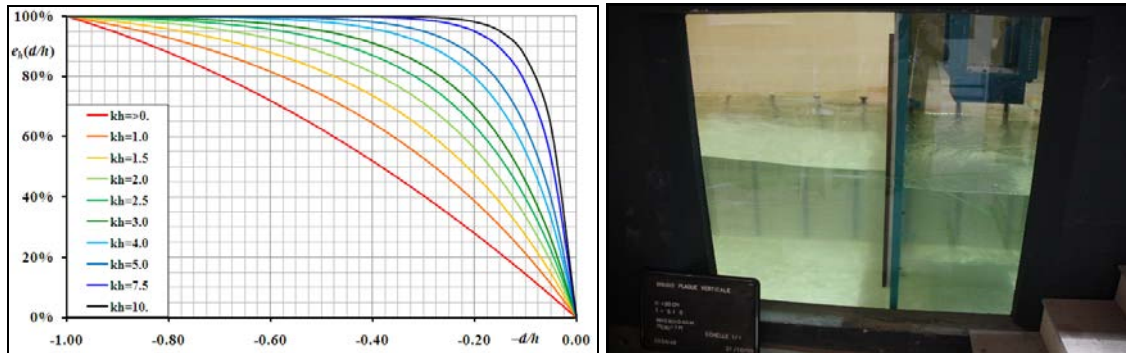 100%
e_h(d/h)
80%
60%
40%
20%
0%
kh=>0.
kh=1.0
kh=1.5
kh=2.0
kh=2.5
kh=3.0
kh=4.0
kh=5.0
kh=7.5
kh=10.
-1.00 -0.80 -0.60 -0.40 -0.20 -d/h 0.00
PLAQUE VERTICALE
ECHELLE 1/1